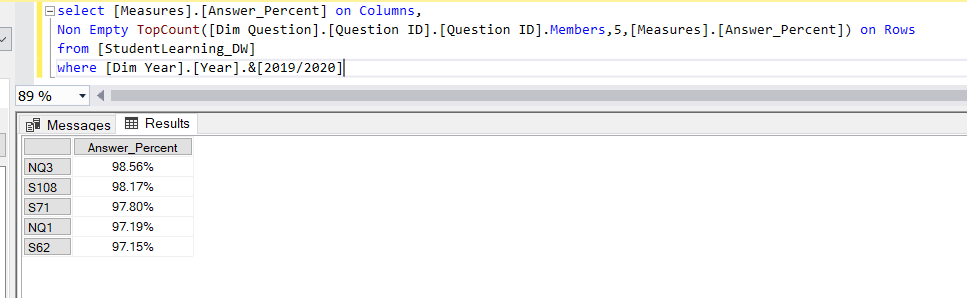 select [Measures].[Answer_Percent] on Columns,
Non Empty TopCount([Dim Question].[Question ID].[Question ID].Members,5,[Measures].[Answer_Percent]) on Rows
from [StudentLearning_DW]
where [Dim Year].[Year].&[2019/2020]
89 %
Messages Results
Answer_Percent
NQ3 98.56%
S108 98.17%
S71 97.80%
NQ1 97.19%
S62 97.15%